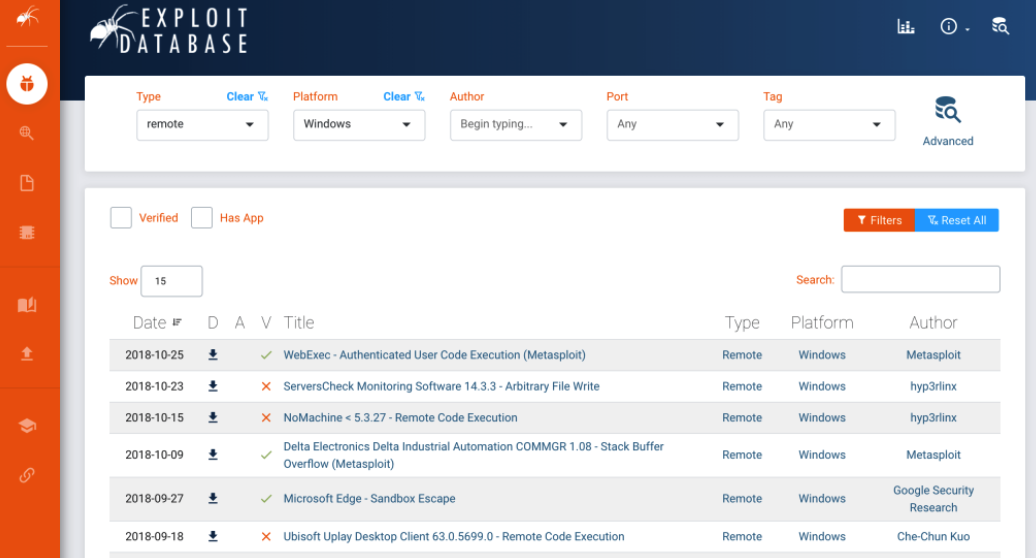 EXPLOIT
DATABASE
Type Clear Platform Clear Author Port Tag
remote Windows Begin typing... Any Any
Advanced
Verified Has App
Filters Reset All
Show 15 Search:
Date D A V Title Type Platform Author
2018-10-25 WebExec - Authenticated User Code Execution (Metasploit) Remote Windows Metasploit
2018-10-23 ServersCheck Monitoring Software 14.3.3 - Arbitrary File Write Remote Windows hyp3rlinx
2018-10-15 NoMachine < 5.3.27 - Remote Code Execution Remote Windows hyp3rlinx
2018-10-09 Delta Electronics Delta Industrial Automation COMMGR 1.08 - Stack Buffer
Overflow (Metasploit) Remote Windows Metasploit
2018-09-27 Microsoft Edge - Sandbox Escape Remote Windows Google Security
Research
2018-09-18 Ubisoft Uplay Desktop Client 63.0.5699.0 - Remote Code Execution Remote Windows Che-Chun Kuo